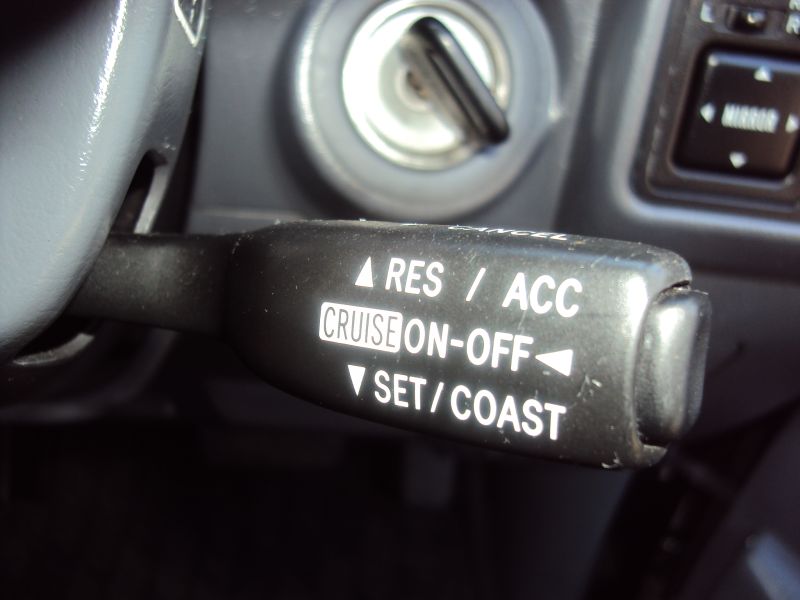 L
R
MIRROR
CANCEL
▲ RES / ACC
CRUISE ON-OFF ◄
▼ SET / COAST